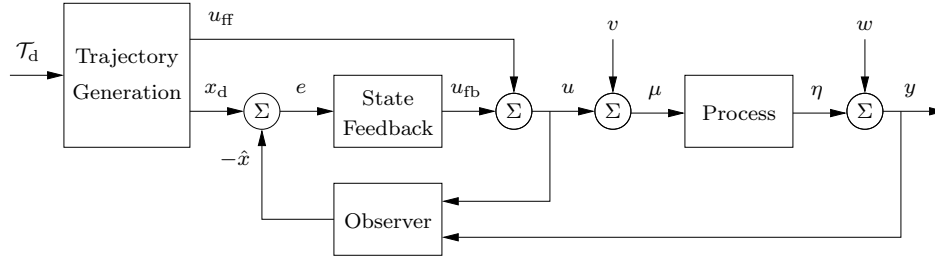 u_ff
𝒯_d
Trajectory
Generation
x_d
Σ
e
State
Feedback
u_fb
Σ
u
v
Σ
μ
Process
η
w
Σ
y
−x̂
Observer